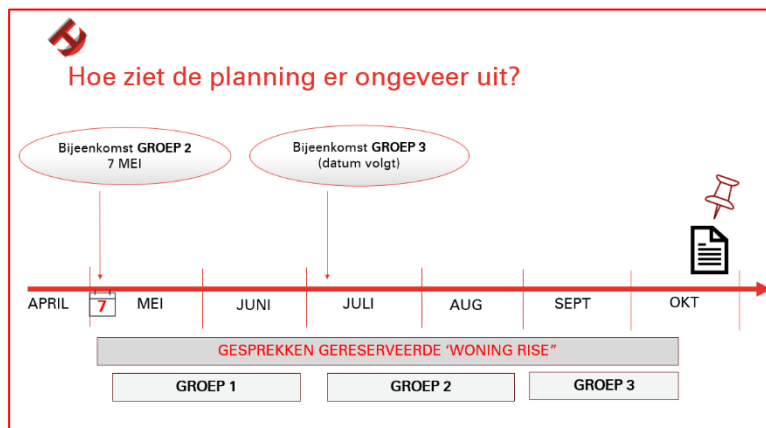 Hoe ziet de planning er ongeveer uit?
Bijeenkomst GROEP 2
7 MEI
Bijeenkomst GROEP 3
(datum volgt)
APRIL 7 MEI JUNI JULI AUG SEPT OKT
GESPREKKEN GERESERVEERDE ‘WONING RISE”
GROEP 1 GROEP 2 GROEP 3